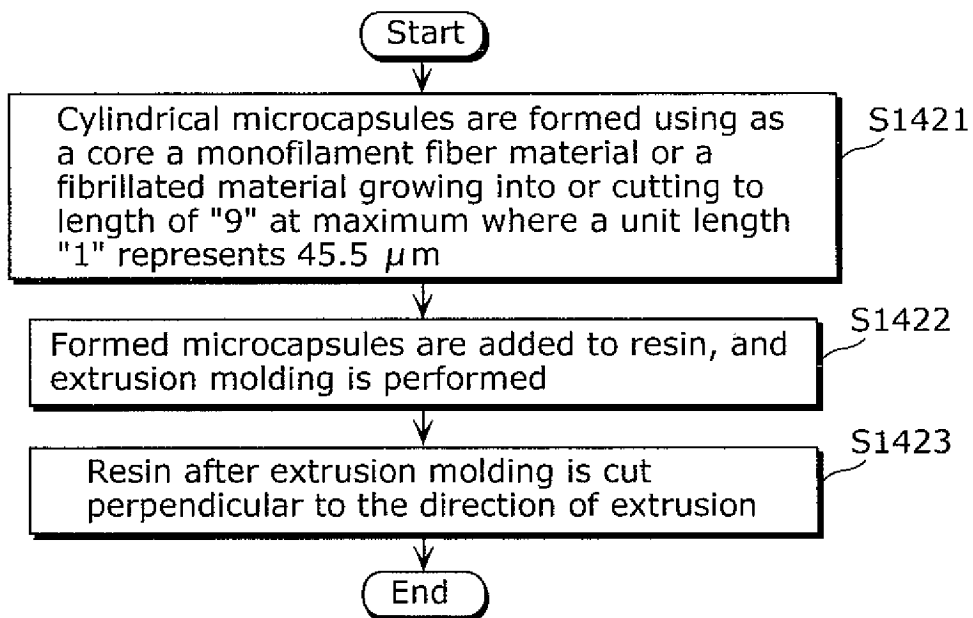 Start
Cylindrical microcapsules are formed using as
a core a monofilament fiber material or a
fibrillated material growing into or cutting to
length of "9" at maximum where a unit length
"1" represents 45.5 μm
S1421
Formed microcapsules are added to resin, and
extrusion molding is performed
S1422
Resin after extrusion molding is cut
perpendicular to the direction of extrusion
S1423
End